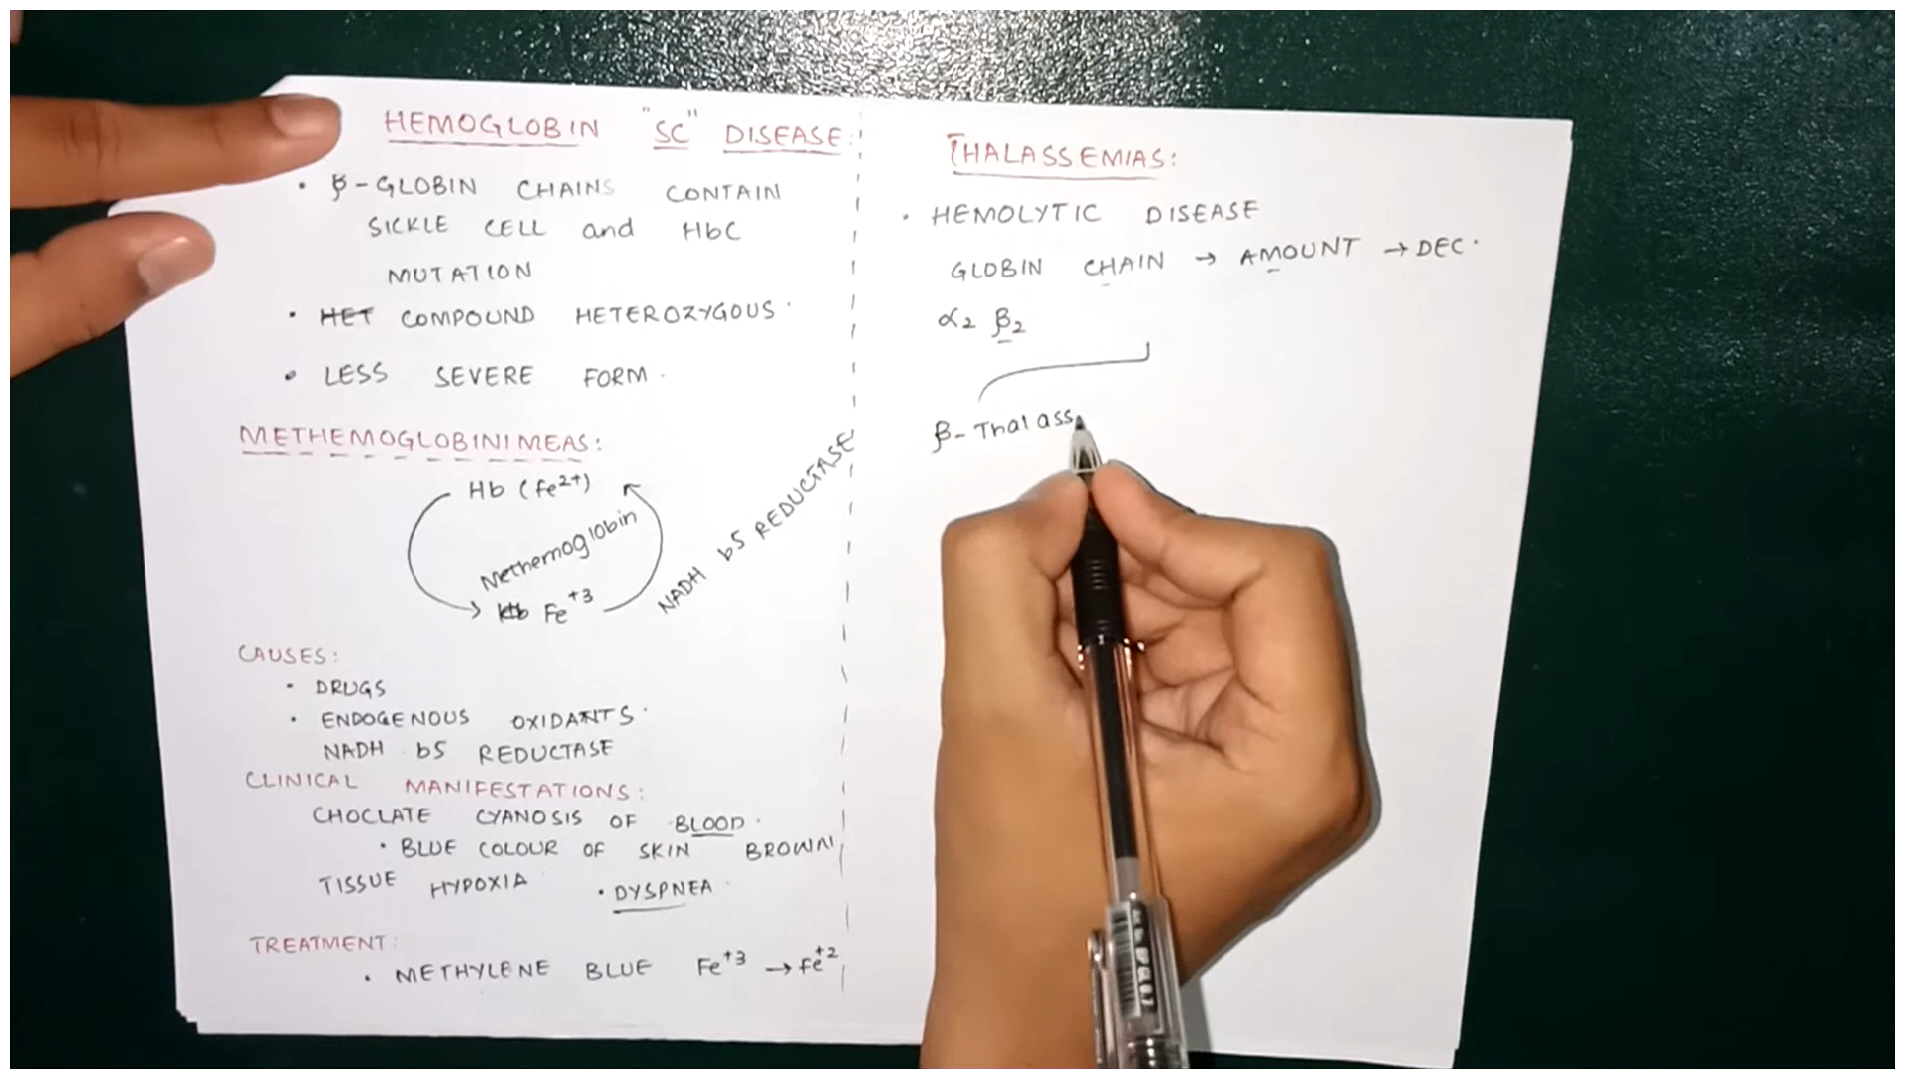 HEMOGLOBIN "SC" DISEASE:
• β-GLOBIN CHAINS CONTAIN
SICKLE CELL and HbC
MUTATION
• HET COMPOUND HETEROZYGOUS.
• LESS SEVERE FORM.
METHEMOGLOBINIMEAS:
Hb (Fe2+)
Methemoglobin
Hb Fe+3
NADH b5 REDUCTASE
CAUSES:
• DRUGS
• ENDOGENOUS OXIDANTS.
NADH b5 REDUCTASE
CLINICAL MANIFESTATIONS:
CHOCLATE CYANOSIS OF BLOOD.
• BLUE COLOUR OF SKIN BROWN
TISSUE HYPOXIA • DYSPNEA
TREATMENT:
• METHYLENE BLUE Fe+3 → fe+2
THALASSEMIAS:
• HEMOLYTIC DISEASE
GLOBIN CHAIN → AMOUNT → DEC.
α2 β2
β-Thalass